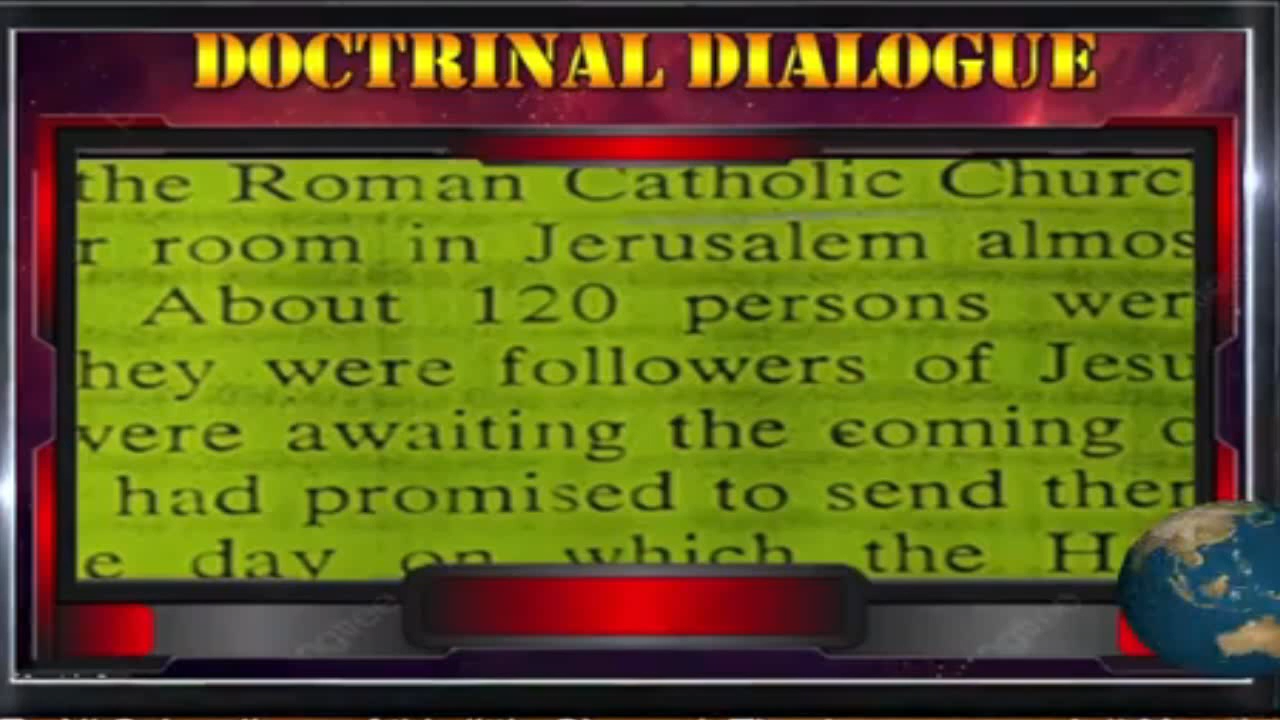 DOCTRINAL DIALOGUE
the Roman Catholic Churc
r room in Jerusalem almos
About 120 persons wer
hey were followers of Jesu
were awaiting the coming o
had promised to send them
e day on which the H